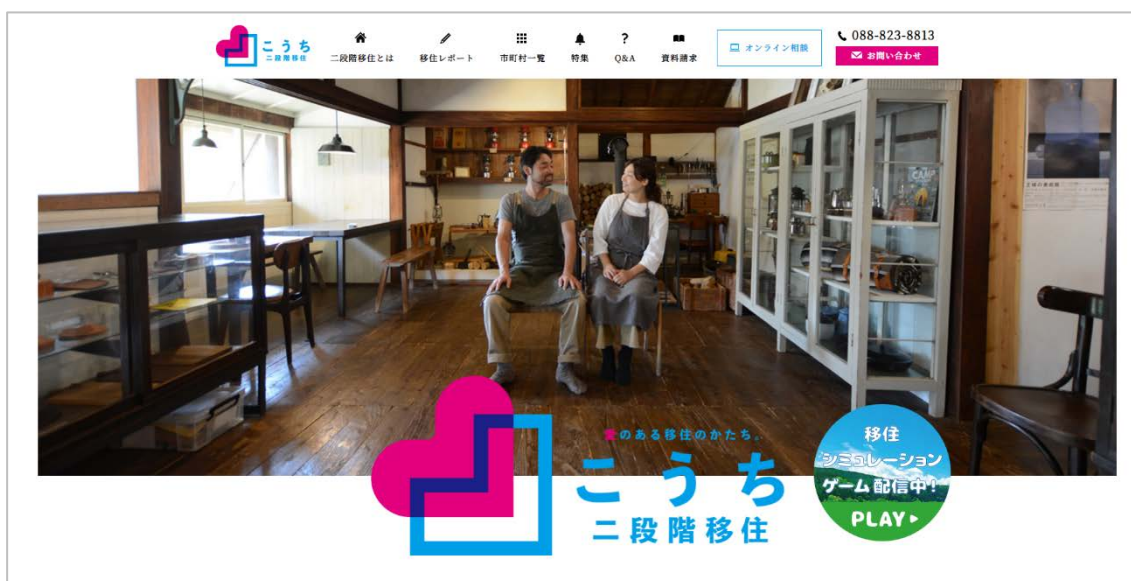 こうち
二段階移住
二段階移住とは
移住レポート
市町村一覧
特集
?
Q&A
資料請求
オンライン相談
088-823-8813
お問い合わせ
CAMP
愛のある移住のかたち。
こうち
二段階移住
移住
シミュレーション
ゲーム配信中!
PLAY